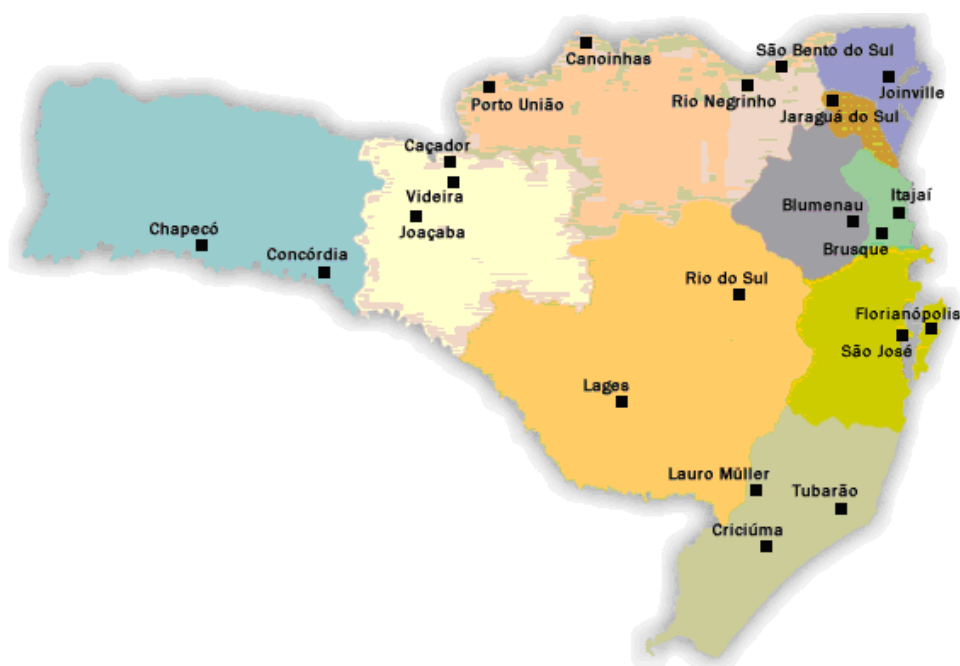 Canoinhas
São Bento do Sul
Porto União
Rio Negrinho
Joinville
Jaraguá do Sul
Caçador
Videira
Joaçaba
Blumenau
Itajaí
Brusque
Chapecó
Concórdia
Rio do Sul
Florianópolis
São José
Lages
Lauro Müller
Tubarão
Criciúma